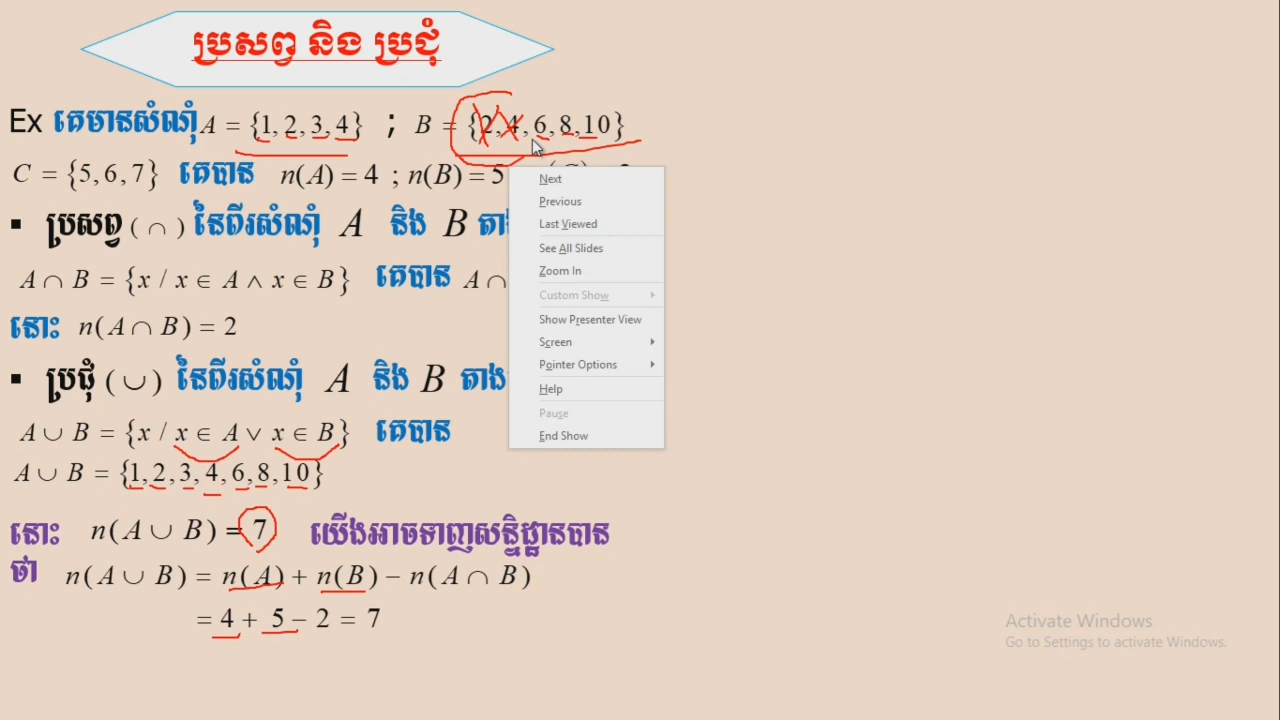 ប្រសព្វ និង ប្រជុំ
Ex គេមានសំណុំ A = {1, 2, 3, 4} ; B = {2, 4, 6, 8, 10}
C = {5, 6, 7} គេបាន n(A) = 4 ; n(B) = 5
▪ ប្រសព្វ ( ∩ ) នៃពីរសំណុំ A និង B
A ∩ B = {x / x ∈ A ∧ x ∈ B} គេបាន A ∩
នោះ n(A ∩ B) = 2
▪ ប្រជុំ ( ∪ ) នៃពីរសំណុំ A និង B
A ∪ B = {x / x ∈ A ∨ x ∈ B} គេបាន
A ∪ B = {1, 2, 3, 4, 6, 8, 10}
នោះ n(A ∪ B) = 7 យើងអាចទាញសន្និដ្ឋានបាន
ថា n(A ∪ B) = n(A) + n(B) − n(A ∩ B)
= 4 + 5 − 2 = 7
Next
Previous
Last Viewed
See All Slides
Zoom In
Custom Show
Show Presenter View
Screen
Pointer Options
Help
Pause
End Show
Activate Windows
Go to Settings to activate Windows.